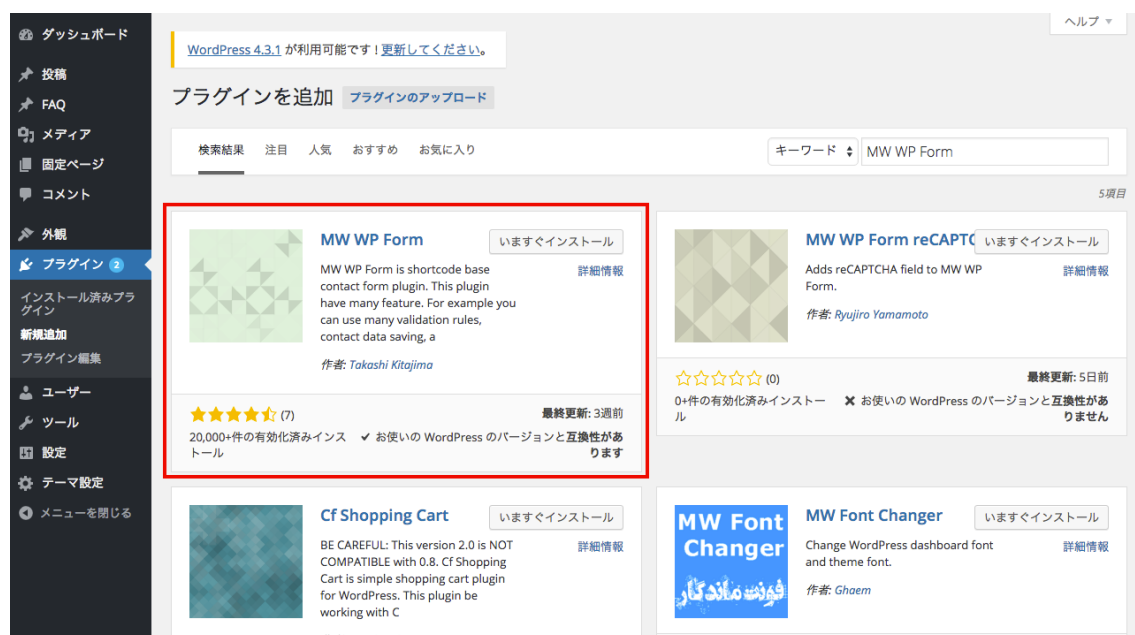 ヘルプ
ダッシュボード
投稿
FAQ
メディア
固定ページ
コメント
外観
プラグイン 2
インストール済みプラ
グイン
新規追加
プラグイン編集
ユーザー
ツール
設定
テーマ設定
メニューを閉じる
WordPress 4.3.1 が利用可能です ! 更新してください。
プラグインを追加 プラグインのアップロード
検索結果 注目 人気 おすすめ お気に入り
キーワード MW WP Form
5項目
MW WP Form
いますぐインストール
詳細情報
MW WP Form is shortcode base
contact form plugin. This plugin
have many feature. For example you
can use many validation rules,
contact data saving, a
作者: Takashi Kitajima
(7)
最終更新: 3週前
20,000+件の有効化済みインス
トール
✔ お使いの WordPress のバージョンと互換性があ
ります
MW WP Form reCAPTC
いますぐインストール
詳細情報
Adds reCAPTCHA field to MW WP
Form.
作者: Ryujiro Yamamoto
(0)
最終更新: 5日前
0+件の有効化済みインストー
ル
✖ お使いの WordPress のバージョンと互換性があ
りません
Cf Shopping Cart
いますぐインストール
詳細情報
BE CAREFUL: This version 2.0 is NOT
COMPATIBLE with 0.8. Cf Shopping
Cart is simple shopping cart plugin
for WordPress. This plugin be
working with C
MW Font
Changer
فونت ماندگار
MW Font Changer
いますぐインストール
詳細情報
Change WordPress dashboard font
and theme font.
作者: Ghaem